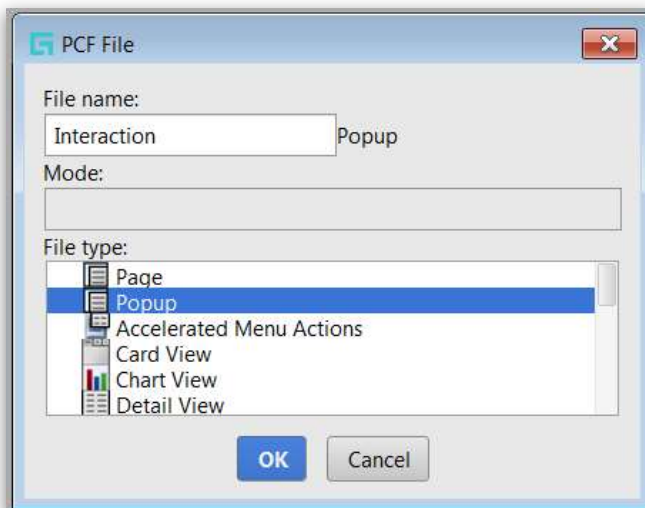 PCF File
File name:
Interaction Popup
Mode:
File type:
Page
Popup
Accelerated Menu Actions
Card View
Chart View
Detail View
OK Cancel